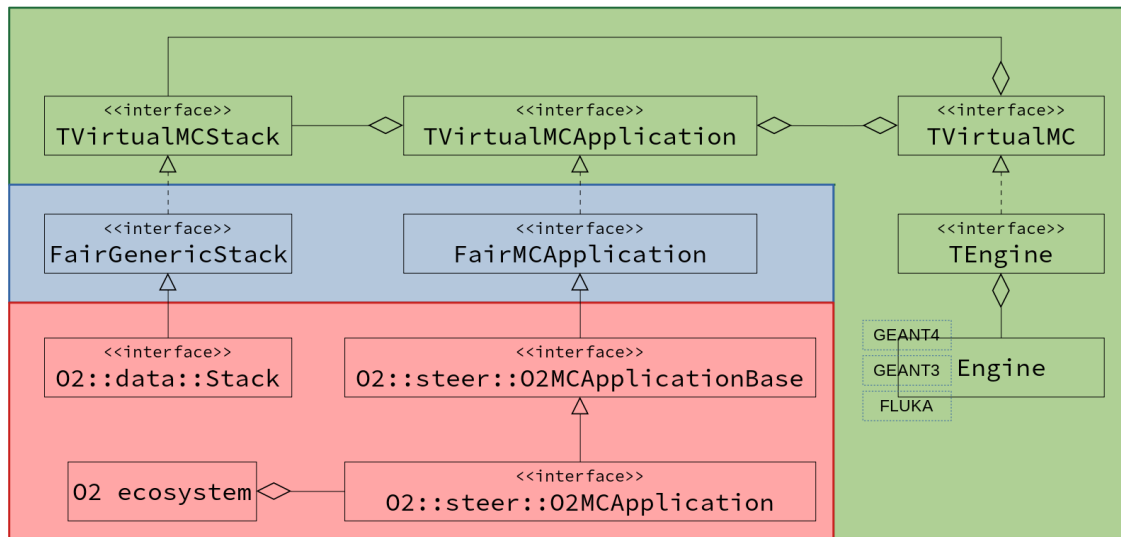 <<interface>>
TVirtualMCStack
<<interface>>
TVirtualMCApplication
<<interface>>
TVirtualMC
<<interface>>
FairGenericStack
<<interface>>
FairMCApplication
<<interface>>
TEngine
<<interface>>
O2::data::Stack
<<interface>>
O2::steer::O2MCApplicationBase
GEANT4
GEANT3
FLUKA
Engine
O2 ecosystem
<<interface>>
O2::steer::O2MCApplication